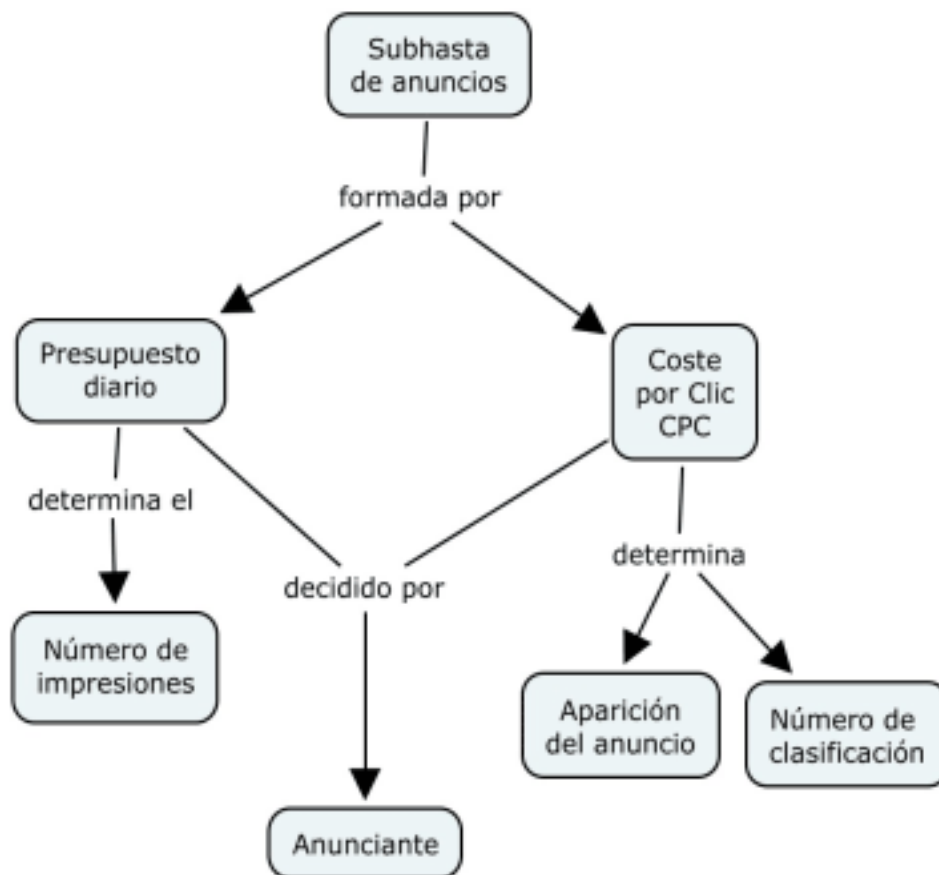 Subhasta
de anuncios
formada por
Presupuesto
diario
Coste
por Clic
CPC
determina el
decidido por
determina
Número de
impresiones
Aparición
del anuncio
Número de
clasificación
Anunciante